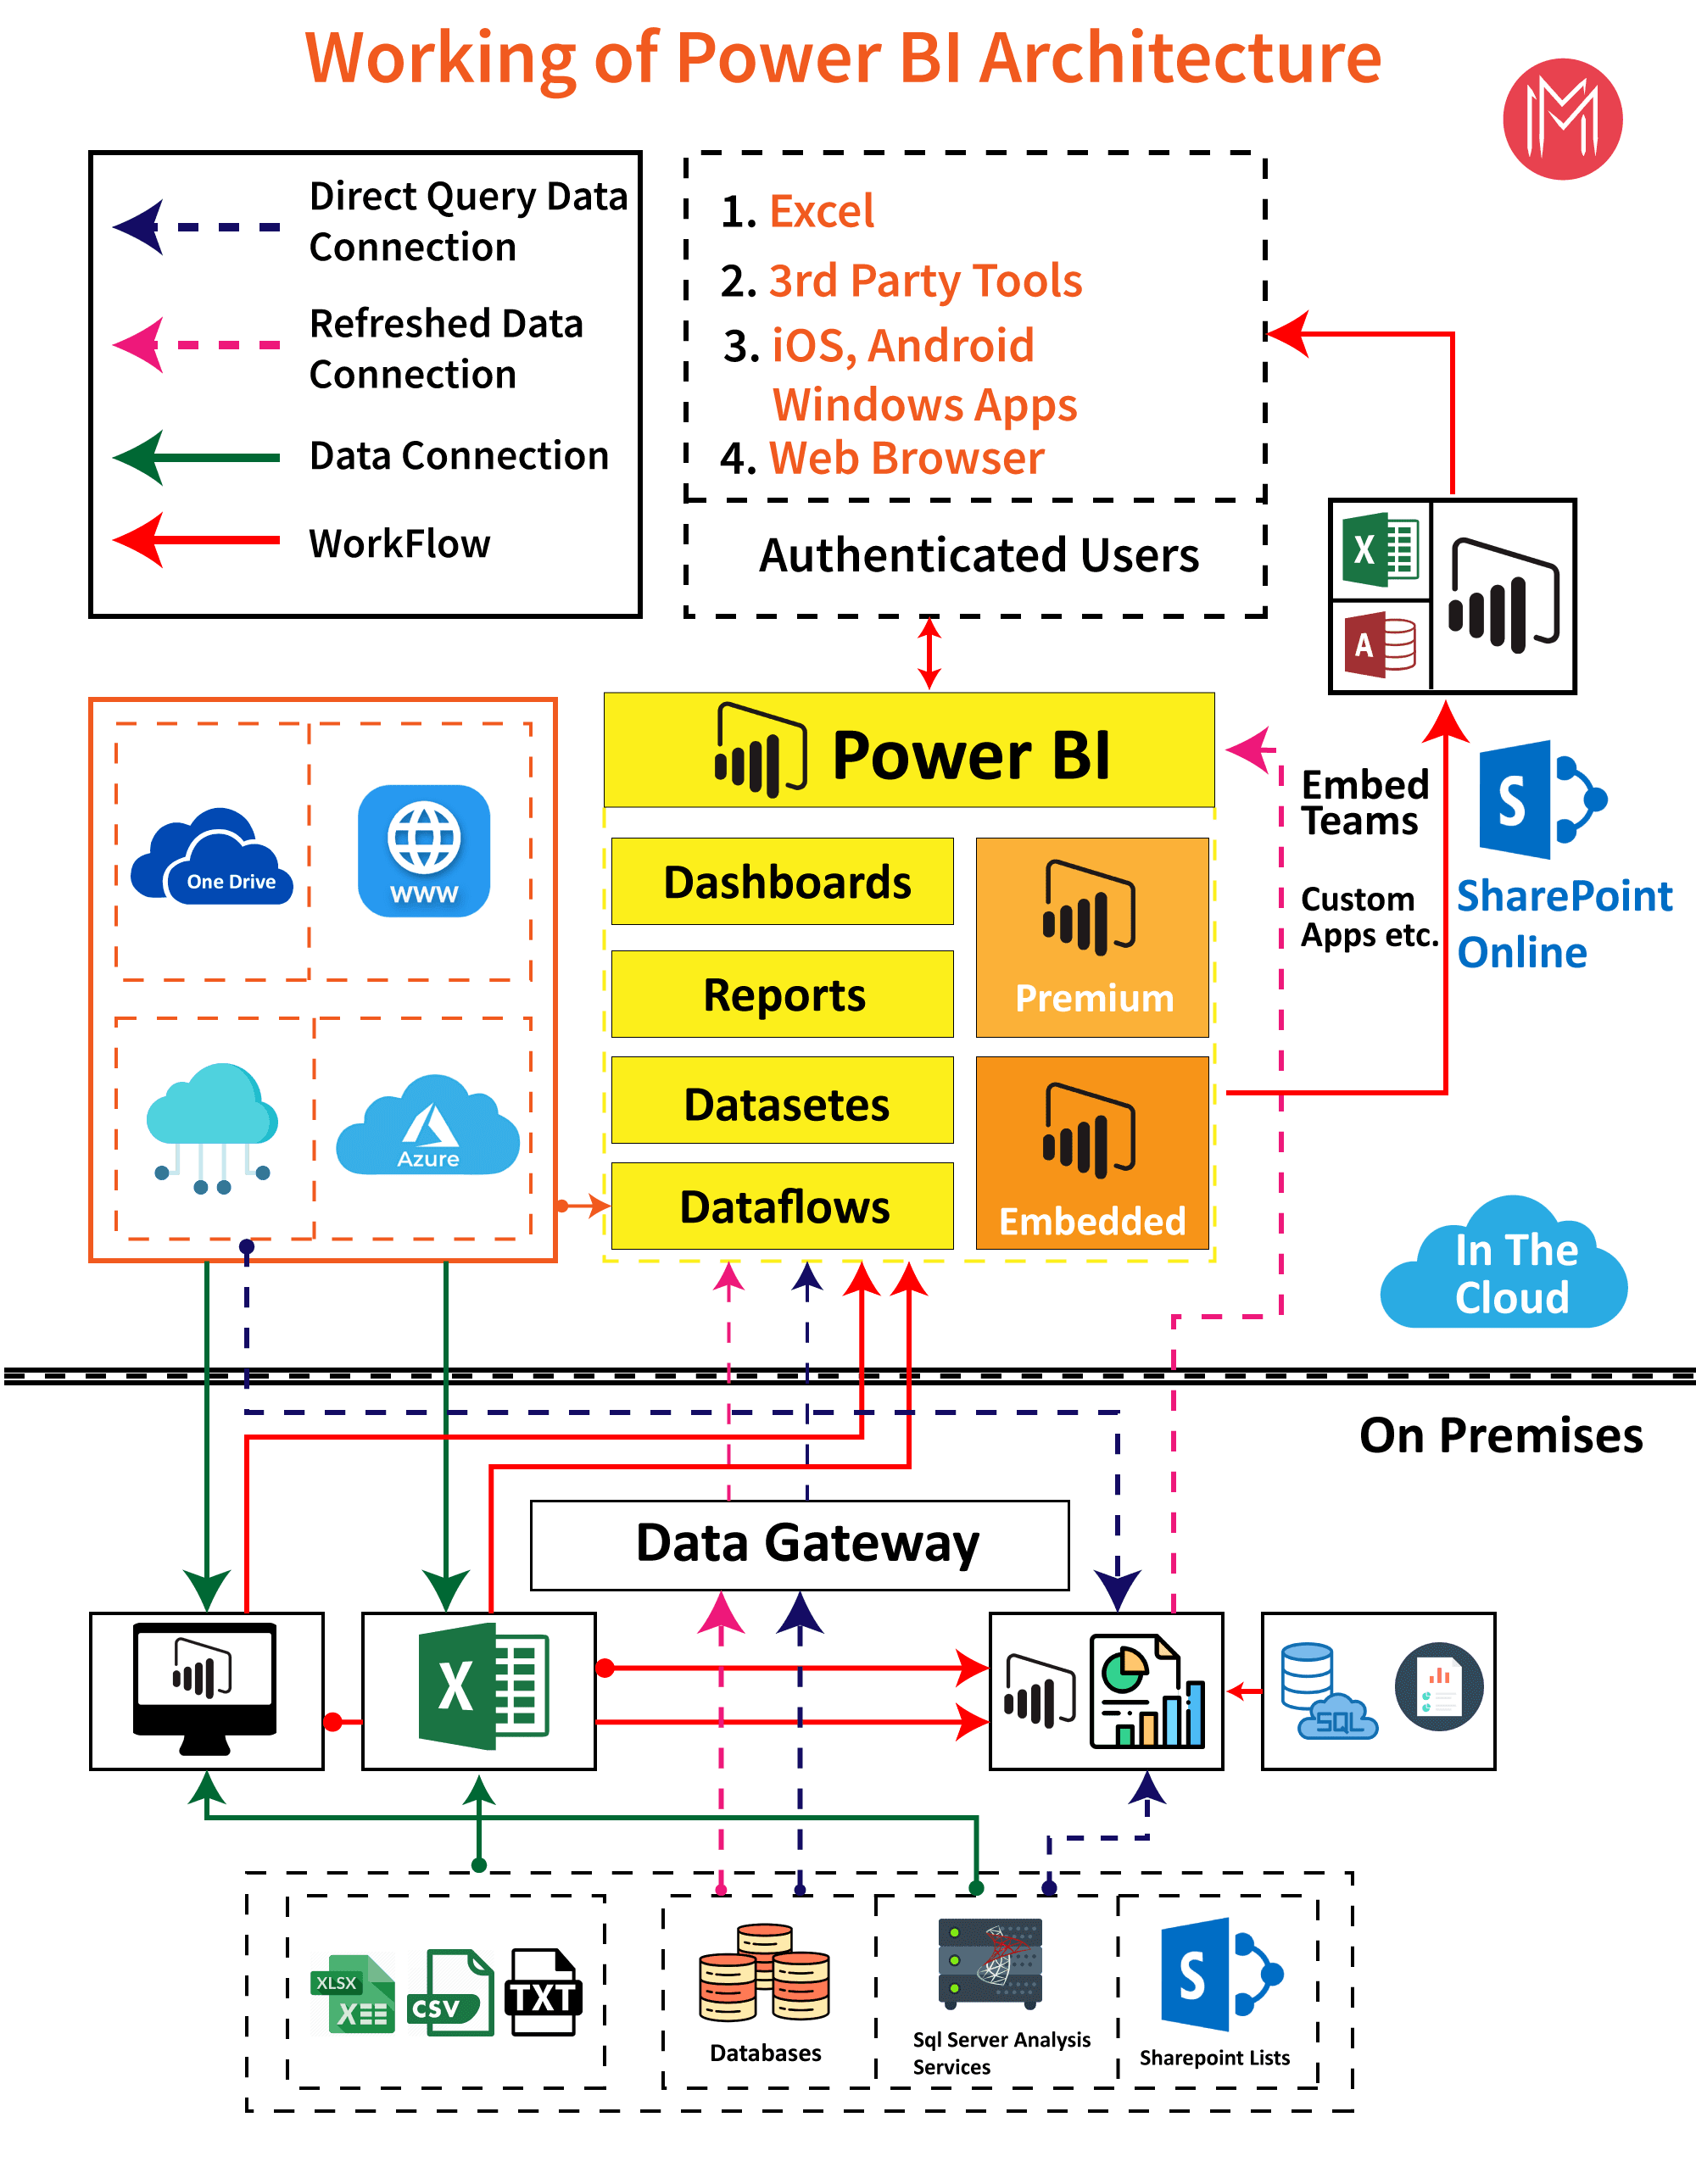 Working of Power BI Architecture
Direct Query Data
Connection
Refreshed Data
Connection
Data Connection
WorkFlow
1. Excel
2. 3rd Party Tools
3. iOS, Android
Windows Apps
4. Web Browser
Authenticated Users
X
A
Power BI
Dashboards
Reports
Datasetes
Dataflows
Premium
Embedded
One Drive
WWW
Azure
Embed
Teams
Custom
Apps etc.
S
SharePoint
Online
In The
Cloud
On Premises
Data Gateway
X
SQL
XLSX
X
CSV
TXT
Databases
Sql Server Analysis
Services
S
Sharepoint Lists